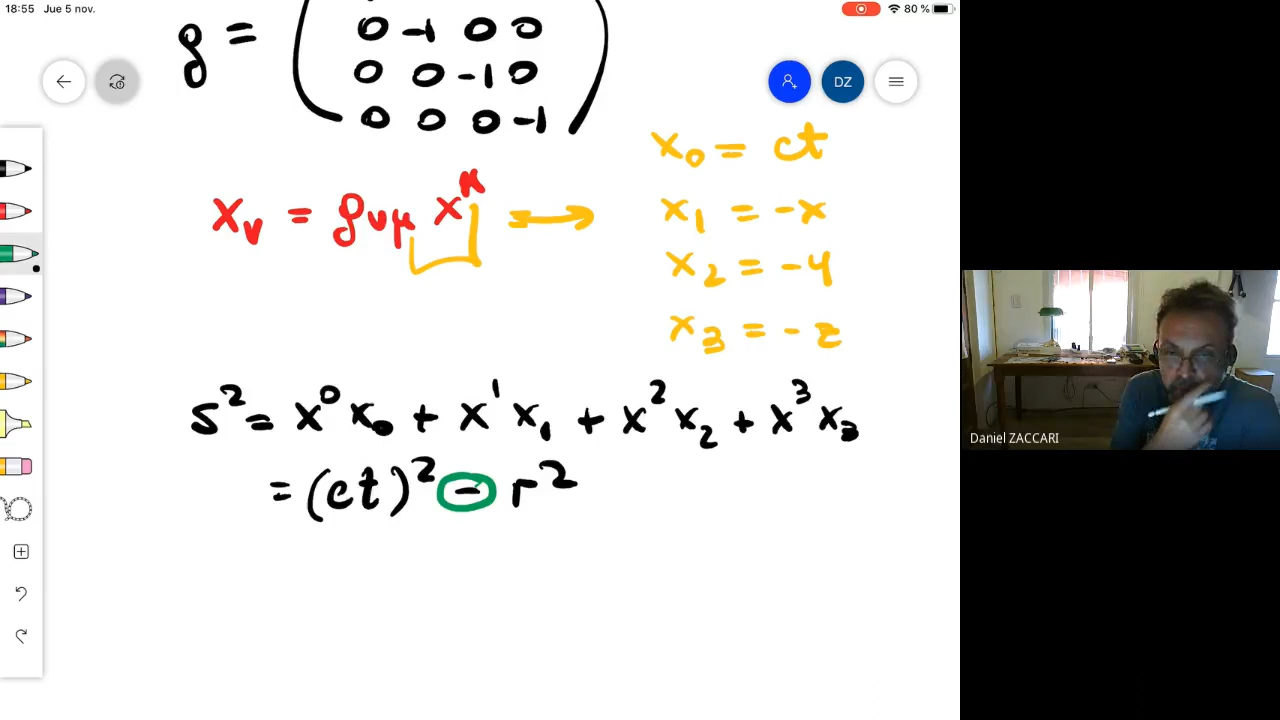 18:55 Jue 5 nov.
80 %
0 -1 0 0
g =
0 0 -1 0
DZ
0 0 0 -1
x₀ = ct
x_ν = g_νμ x^μ →
x₁ = -x
x₂ = -y
x₃ = -z
s² = x⁰x₀ + x¹x₁ + x²x₂ + x³x₃
= (ct)² - r²
Daniel ZACCARI